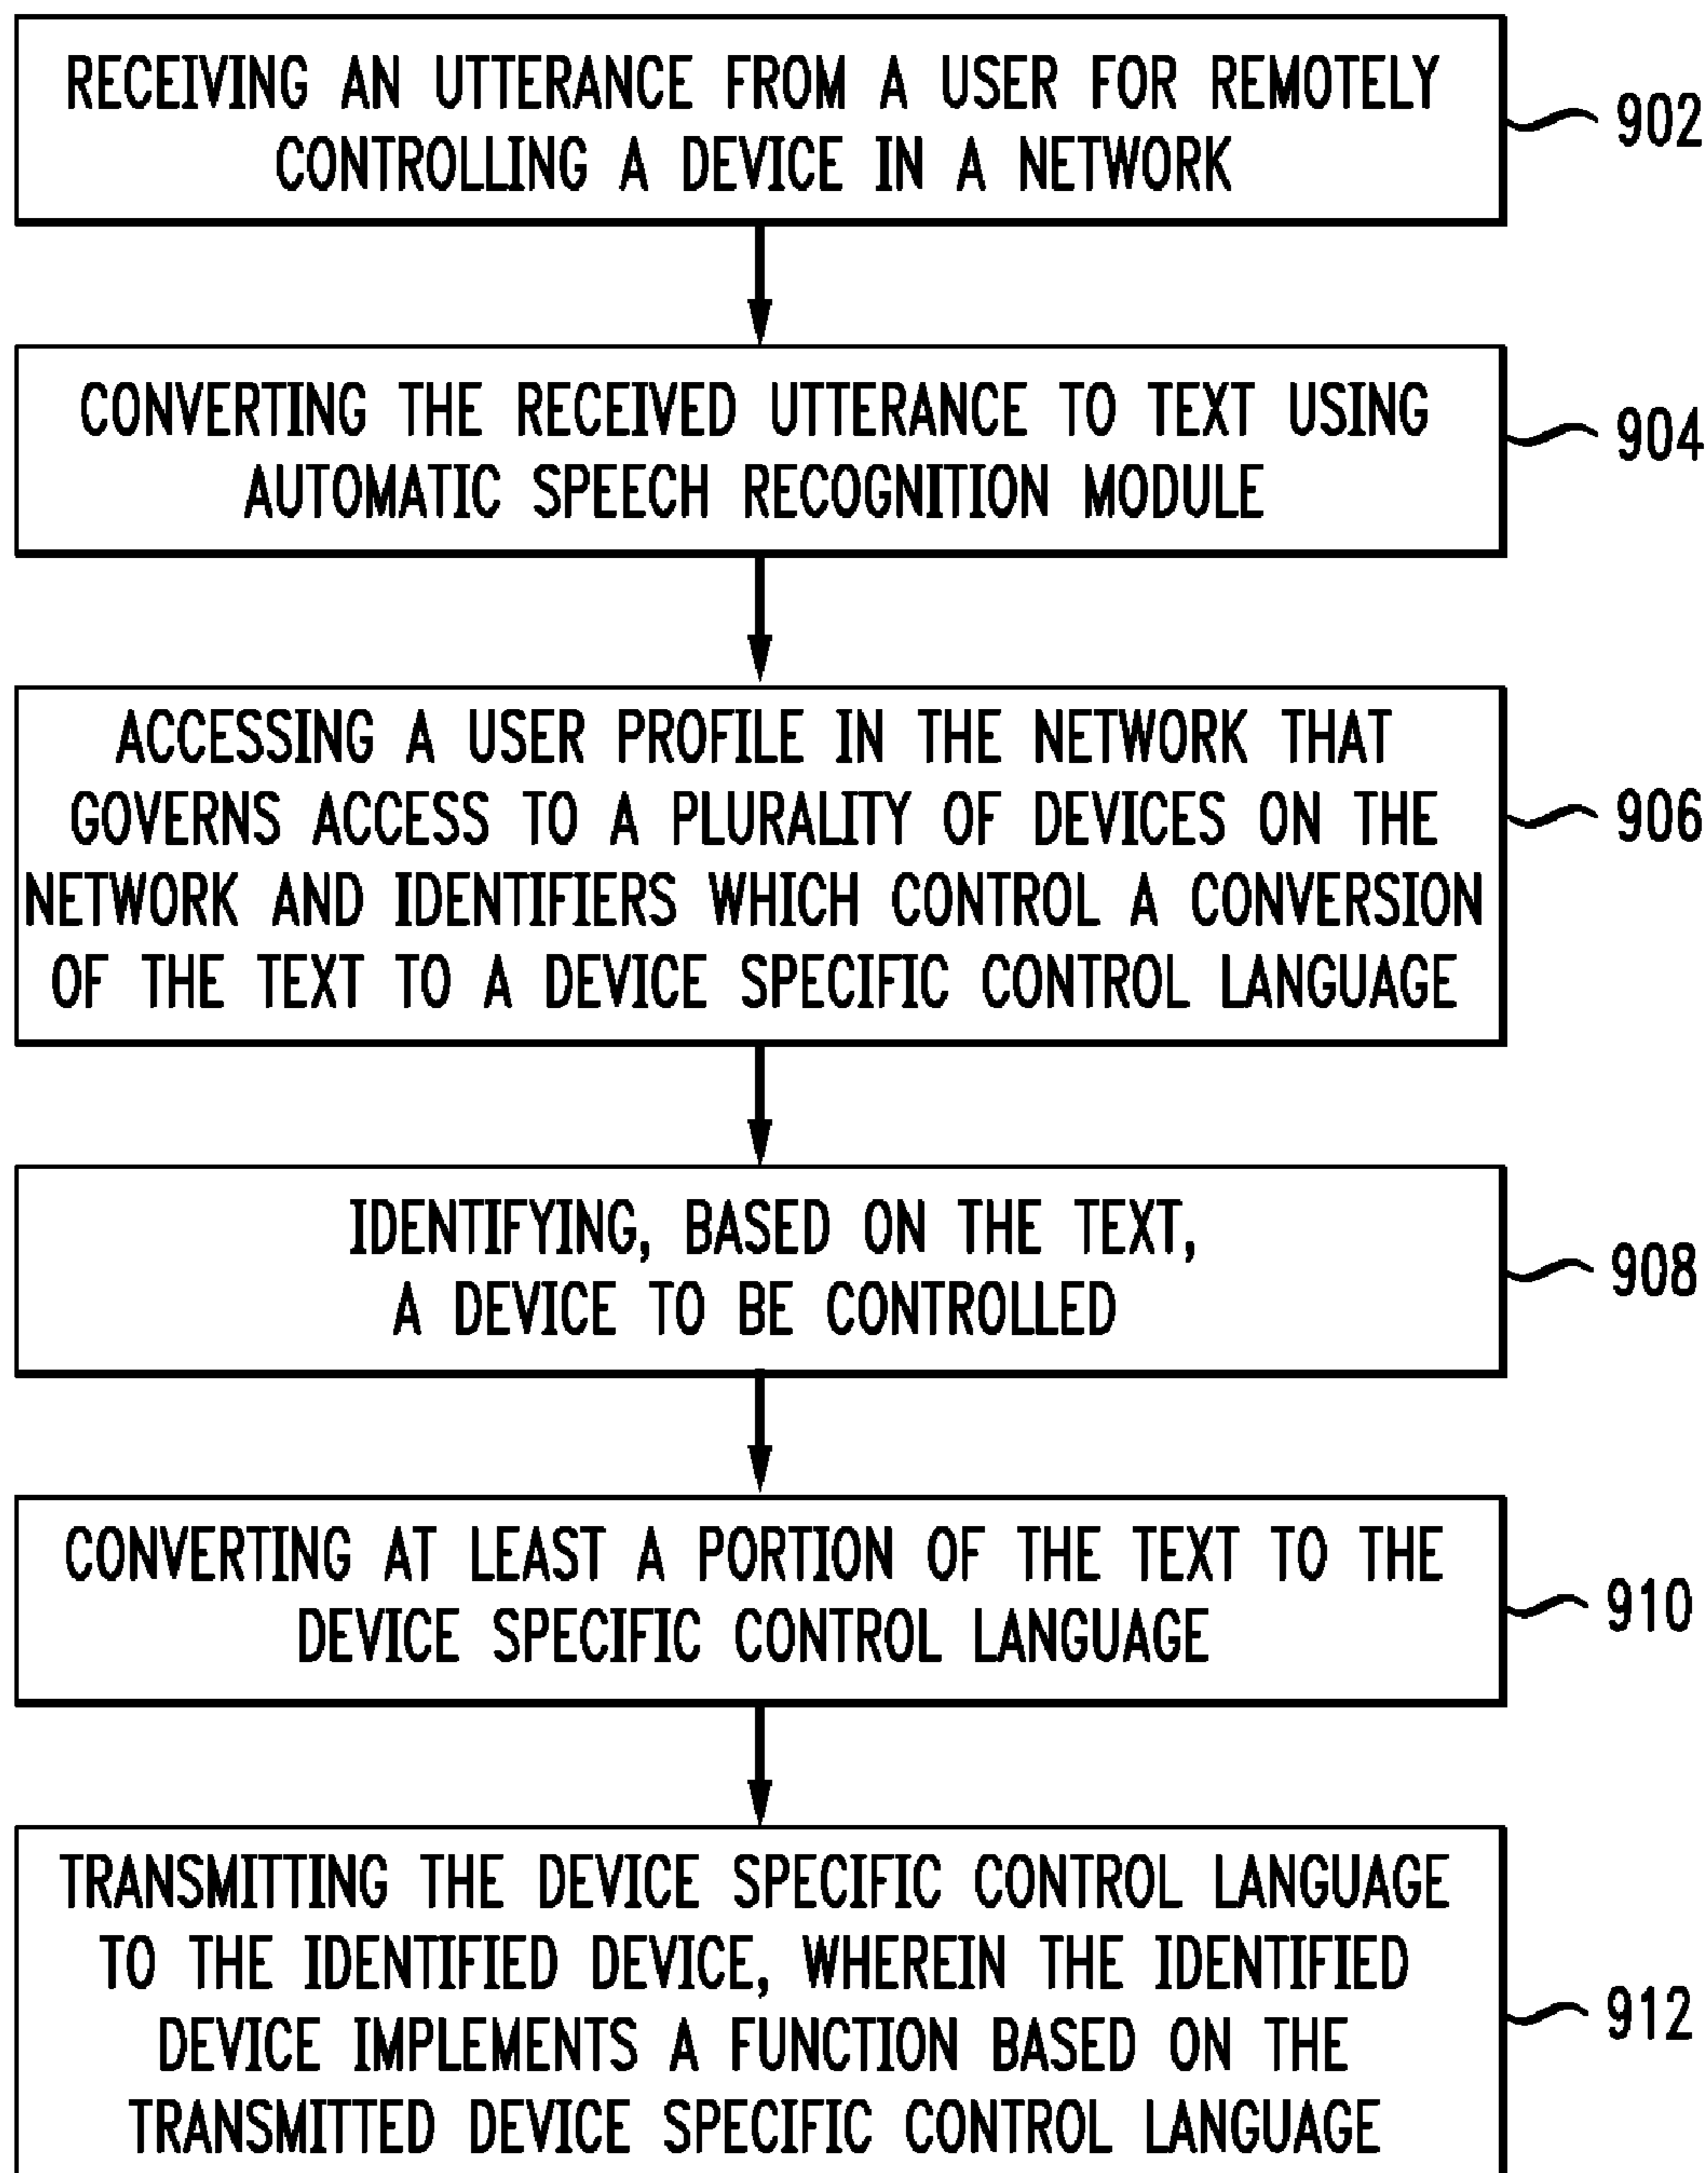 RECEIVING AN UTTERANCE FROM A USER FOR REMOTELY
CONTROLLING A DEVICE IN A NETWORK
902
CONVERTING THE RECEIVED UTTERANCE TO TEXT USING
AUTOMATIC SPEECH RECOGNITION MODULE
904
ACCESSING A USER PROFILE IN THE NETWORK THAT
GOVERNS ACCESS TO A PLURALITY OF DEVICES ON THE
NETWORK AND IDENTIFIERS WHICH CONTROL A CONVERSION
OF THE TEXT TO A DEVICE SPECIFIC CONTROL LANGUAGE
906
IDENTIFYING, BASED ON THE TEXT,
A DEVICE TO BE CONTROLLED
908
CONVERTING AT LEAST A PORTION OF THE TEXT TO THE
DEVICE SPECIFIC CONTROL LANGUAGE
910
TRANSMITTING THE DEVICE SPECIFIC CONTROL LANGUAGE
TO THE IDENTIFIED DEVICE, WHEREIN THE IDENTIFIED
DEVICE IMPLEMENTS A FUNCTION BASED ON THE
TRANSMITTED DEVICE SPECIFIC CONTROL LANGUAGE
912